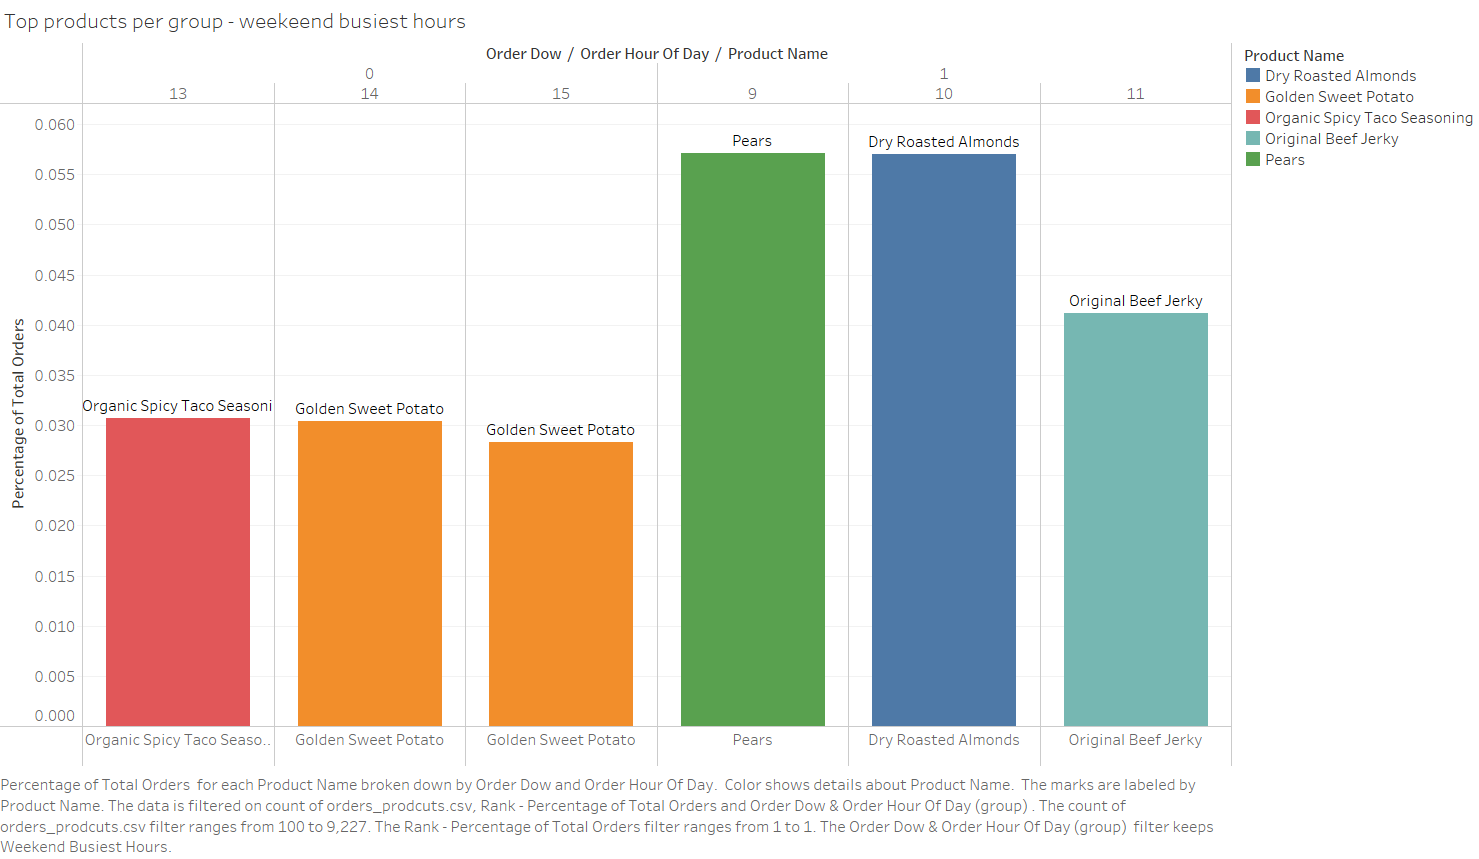 Top products per group - weekeend busiest hours
Order Dow / Order Hour Of Day / Product Name
0 1
13 14 15 9 10 11
Product Name
Dry Roasted Almonds
Golden Sweet Potato
Organic Spicy Taco Seasoning
Original Beef Jerky
Pears
Percentage of Total Orders
0.060
0.055
0.050
0.045
0.040
0.035
0.030
0.025
0.020
0.015
0.010
0.005
0.000
Organic Spicy Taco Seasoni
Golden Sweet Potato
Golden Sweet Potato
Pears
Dry Roasted Almonds
Original Beef Jerky
Organic Spicy Taco Seaso.. Golden Sweet Potato Golden Sweet Potato Pears Dry Roasted Almonds Original Beef Jerky
Percentage of Total Orders  for each Product Name broken down by Order Dow and Order Hour Of Day.  Color shows details about Product Name.  The marks are labeled by
Product Name. The data is filtered on count of orders_prodcuts.csv, Rank - Percentage of Total Orders and Order Dow & Order Hour Of Day (group) . The count of
orders_prodcuts.csv filter ranges from 100 to 9,227. The Rank - Percentage of Total Orders filter ranges from 1 to 1. The Order Dow & Order Hour Of Day (group)  filter keeps
Weekend Busiest Hours.